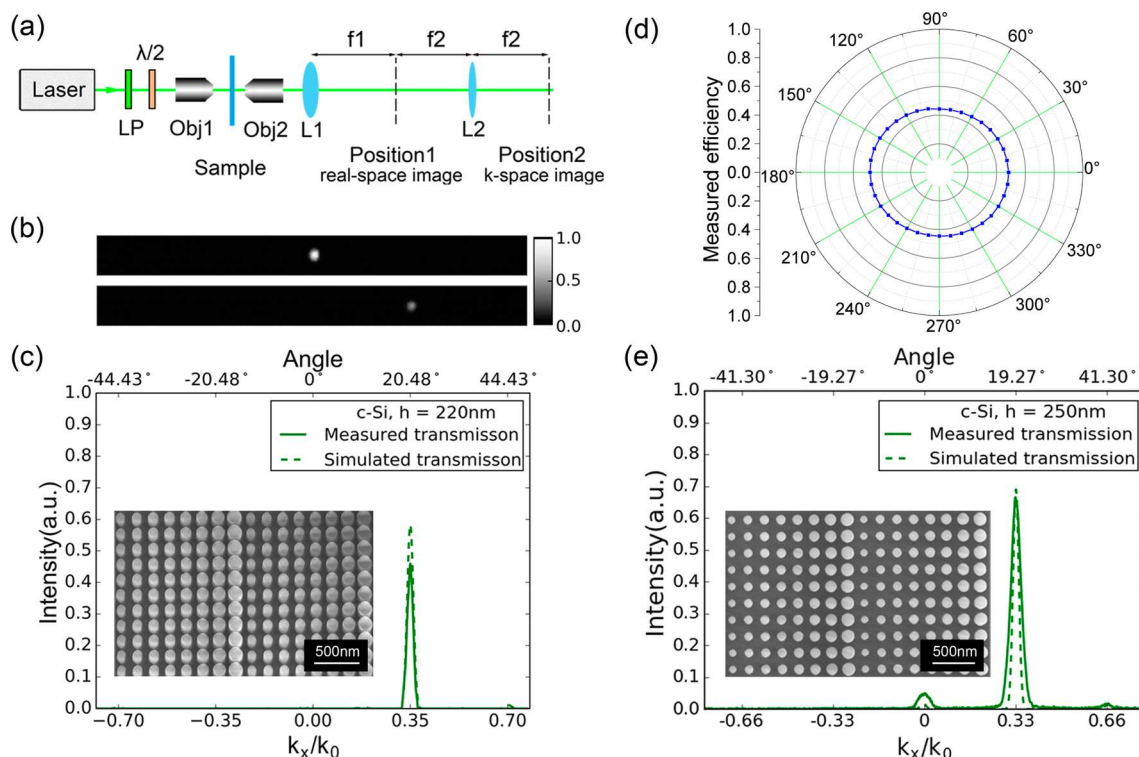 (a)
f1 f2 f2
λ/2
Laser
LP Obj1 Obj2 L1 L2
Sample
Position1 Position2
real-space image k-space image
(b)
1.0
0.5
0.0
(c)
Angle
-44.43° -20.48° 0° 20.48° 44.43°
1.0
0.9
0.8
0.7
0.6
0.5
0.4
0.3
0.2
0.1
0.0
Intensity(a.u.)
c-Si, h = 220nm
Measured transmisson
Simulated transmisson
500nm
−0.70 −0.35 0.00 0.35 0.70
kx/k0
(d)
Measured efficiency
1.0
0.8
0.6
0.4
0.2
0.0
0.2
0.4
0.6
0.8
1.0
90°
120° 60°
150° 30°
180° 0°
210° 330°
240° 300°
270°
(e)
Angle
-41.30° -19.27° 0° 19.27° 41.30°
1.0
0.9
0.8
0.7
0.6
0.5
0.4
0.3
0.2
0.1
0.0
Intensity(a.u.)
c-Si, h = 250nm
Measured transmission
Simulated transmission
500nm
-0.66 -0.33 0 0.33 0.66
kx/k0